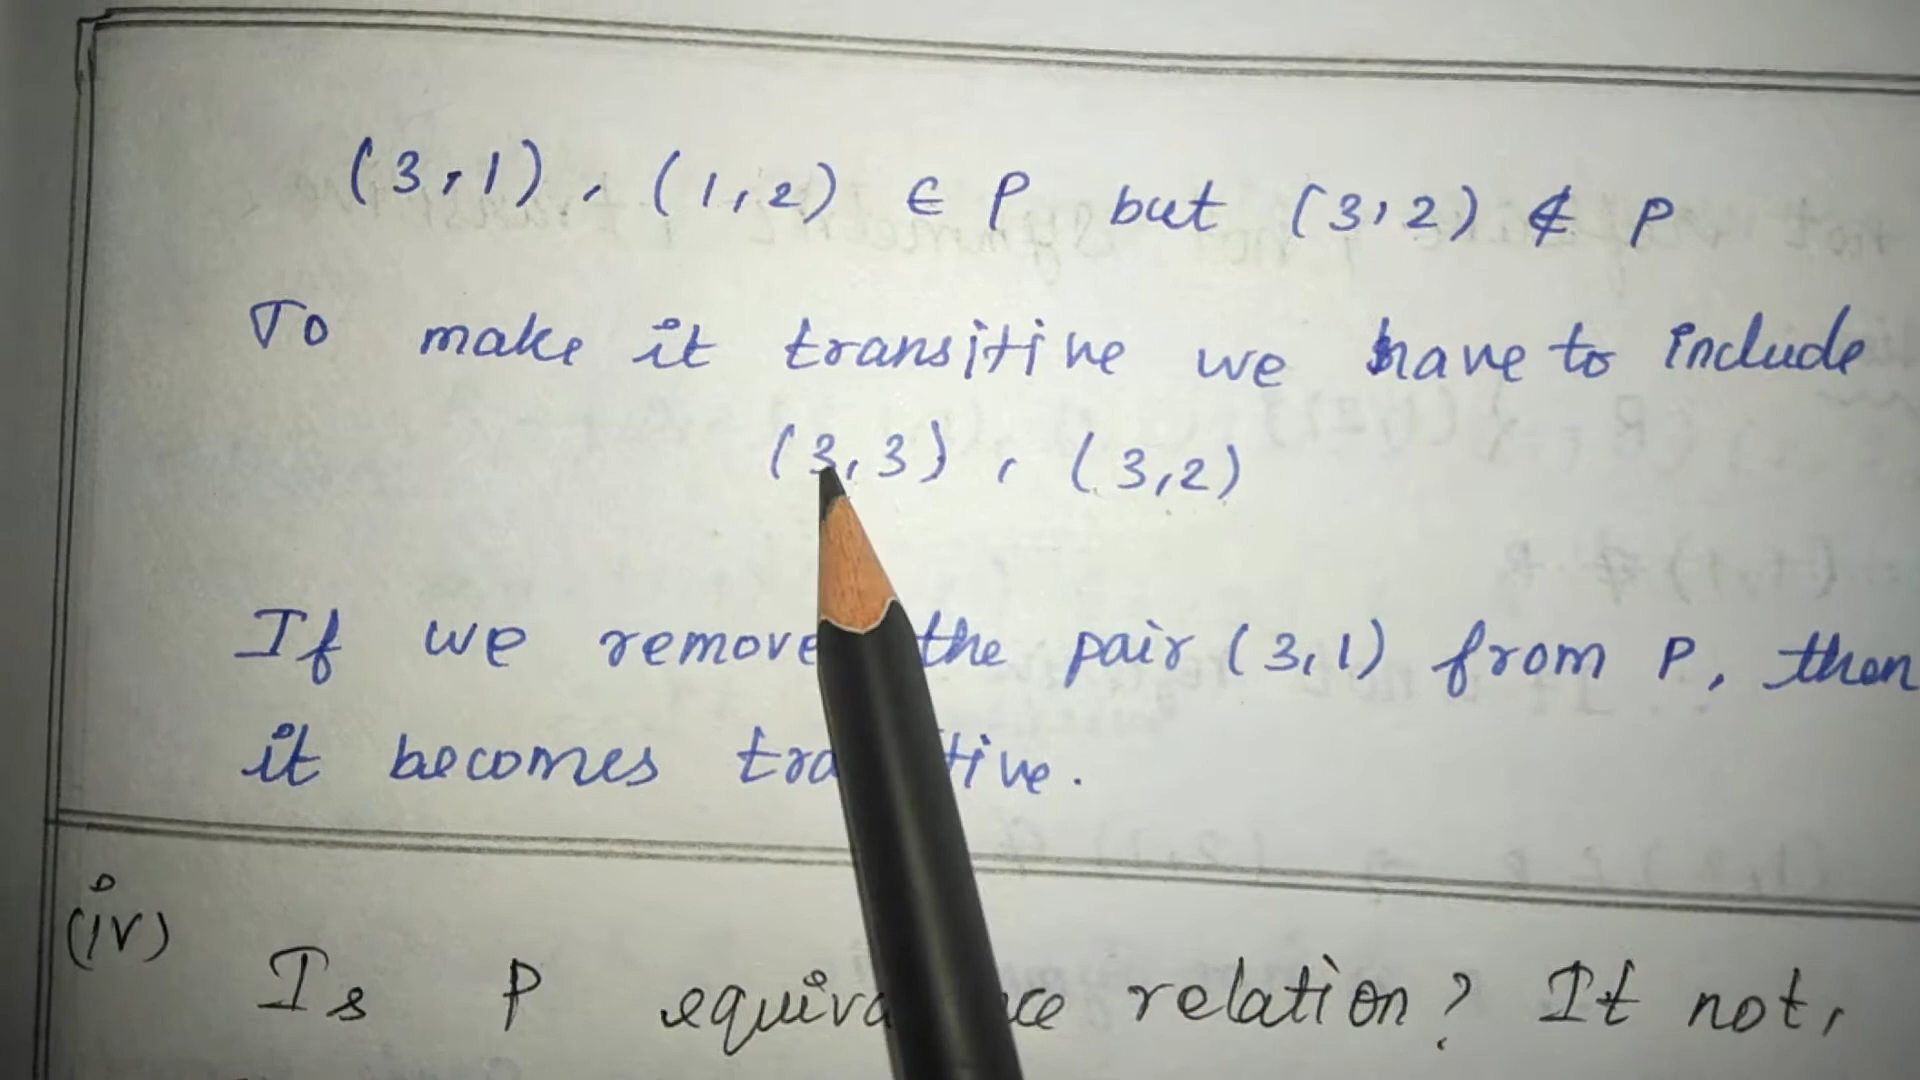 (3,1), (1,2) ∈ P but (3,2) ∉ P
To make it transitive we have to include
(3,3), (3,2)
If we remove the pair (3,1) from P, then
it becomes
(iv) Is P relation? If not,